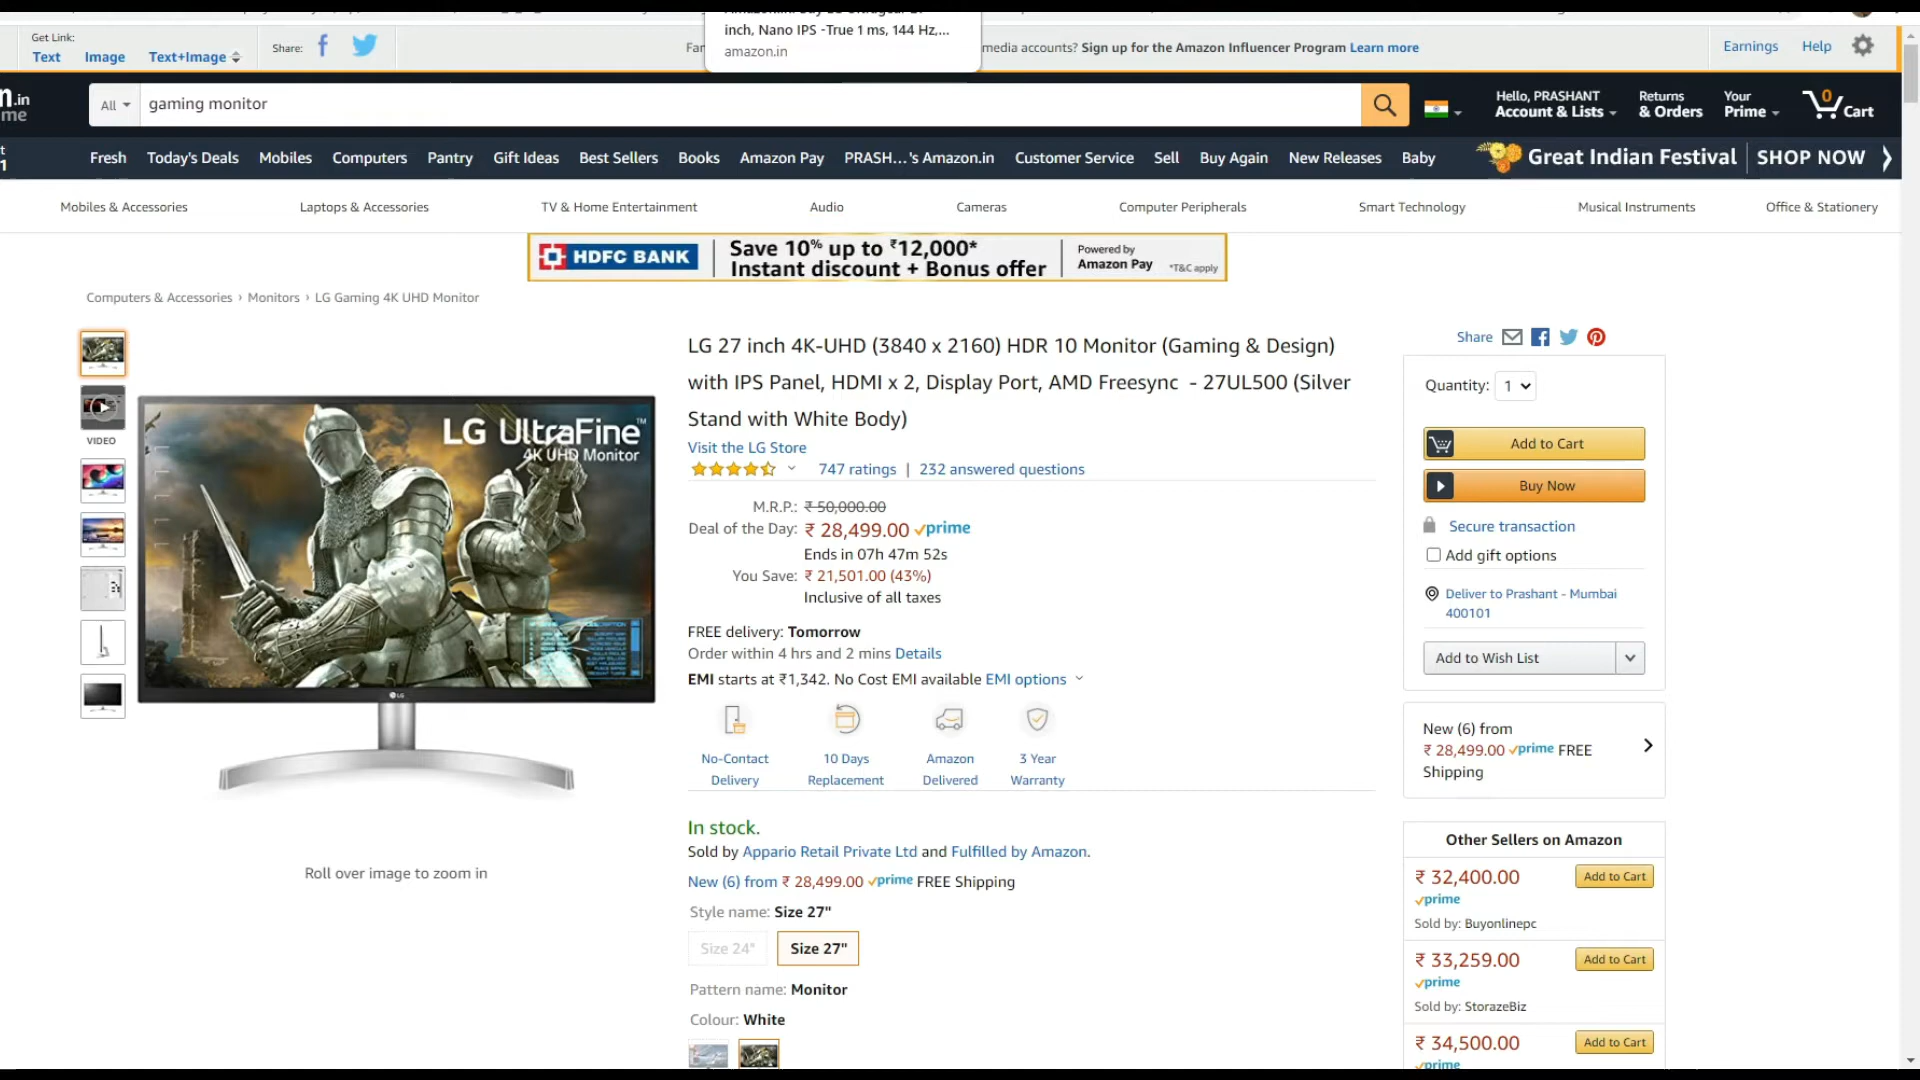 inch, Nano IPS -True 1 ms, 144 Hz,...
amazon.in
Get Link:
Text Image Text+Image
Share:
media accounts? Sign up for the Amazon Influencer Program Learn more
Earnings Help
n.in
me
All
gaming monitor
Hello, PRASHANT
Account & Lists
Returns
& Orders
Your
Prime
0
Cart
Fresh Today's Deals Mobiles Computers Pantry Gift Ideas Best Sellers Books Amazon Pay PRASH...'s Amazon.in Customer Service Sell Buy Again New Releases Baby
Great Indian Festival SHOP NOW
Mobiles & Accessories Laptops & Accessories TV & Home Entertainment Audio Cameras Computer Peripherals Smart Technology Musical Instruments Office & Stationery
HDFC BANK
Save 10% up to ₹12,000*
Instant discount + Bonus offer
Powered by
Amazon Pay
*T&C apply
Computers & Accessories › Monitors › LG Gaming 4K UHD Monitor
VIDEO
LG UltraFine™
4K UHD Monitor
LG
Roll over image to zoom in
LG 27 inch 4K-UHD (3840 x 2160) HDR 10 Monitor (Gaming & Design)
with IPS Panel, HDMI x 2, Display Port, AMD Freesync - 27UL500 (Silver
Stand with White Body)
Visit the LG Store
747 ratings | 232 answered questions
M.R.P.: ₹ 50,000.00
Deal of the Day: ₹ 28,499.00 prime
Ends in 07h 47m 52s
You Save: ₹ 21,501.00 (43%)
Inclusive of all taxes
FREE delivery: Tomorrow
Order within 4 hrs and 2 mins Details
EMI starts at ₹1,342. No Cost EMI available EMI options
No-Contact
Delivery
10 Days
Replacement
Amazon
Delivered
3 Year
Warranty
In stock.
Sold by Appario Retail Private Ltd and Fulfilled by Amazon.
New (6) from ₹ 28,499.00 prime FREE Shipping
Style name: Size 27"
Size 24" Size 27"
Pattern name: Monitor
Colour: White
Share
Quantity: 1
Add to Cart
Buy Now
Secure transaction
Add gift options
Deliver to Prashant - Mumbai
400101
Add to Wish List
New (6) from
₹ 28,499.00 prime FREE
Shipping
Other Sellers on Amazon
₹ 32,400.00 Add to Cart
prime
Sold by: Buyonlinepc
₹ 33,259.00 Add to Cart
prime
Sold by: StorazeBiz
₹ 34,500.00 Add to Cart
prime